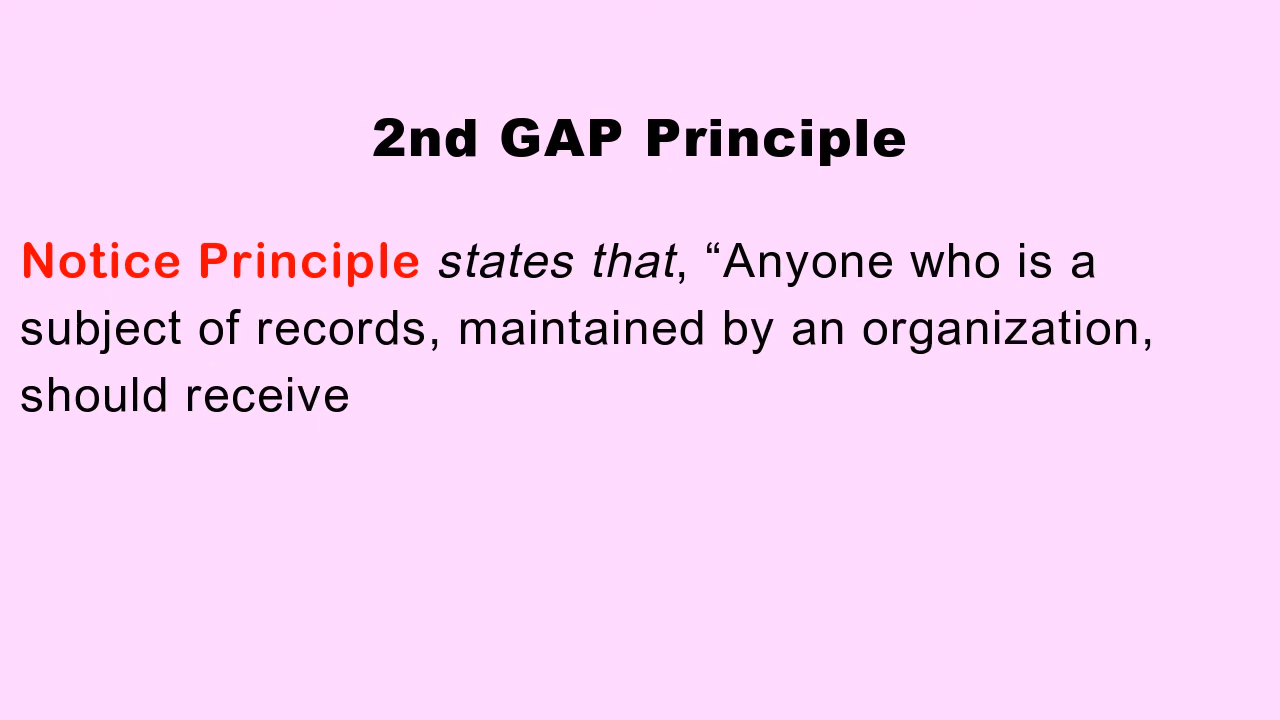 2nd GAP Principle
Notice Principle states that, “Anyone who is a
subject of records, maintained by an organization,
should receive